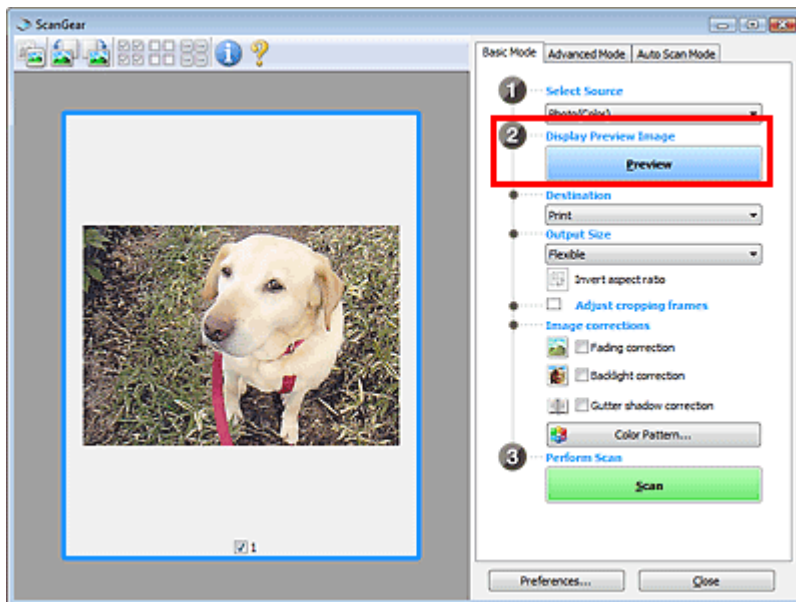 ScanGear
Basic Mode Advanced Mode Auto Scan Mode
1 Select Source
Photo(Color)
2 Display Preview Image
Preview
Destination
Print
Output Size
Flexible
Invert aspect ratio
Adjust cropping frames
Image corrections
Fading correction
Backlight correction
Gutter shadow correction
Color Pattern...
3 Perform Scan
Scan
1
Preferences... Close